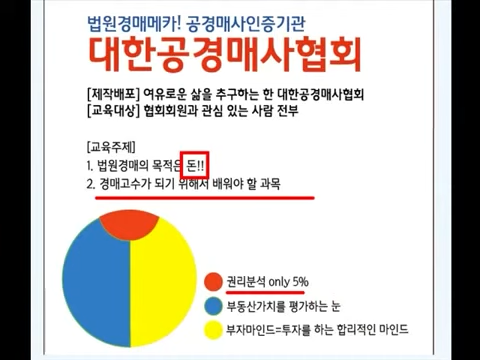 법원경매메카! 공경매사인증기관
대한공경매사협회
[제작배포] 여유로운 삶을 추구하는 한 대한공경매사협회
[교육대상] 협회회원과 관심 있는 사람 전부
[교육주제]
1. 법원경매의 목적은 돈!!
2. 경매고수가 되기 위해서 배워야 할 과목
권리분석 only 5%
부동산가치를 평가하는 눈
부자마인드=투자를 하는 합리적인 마인드